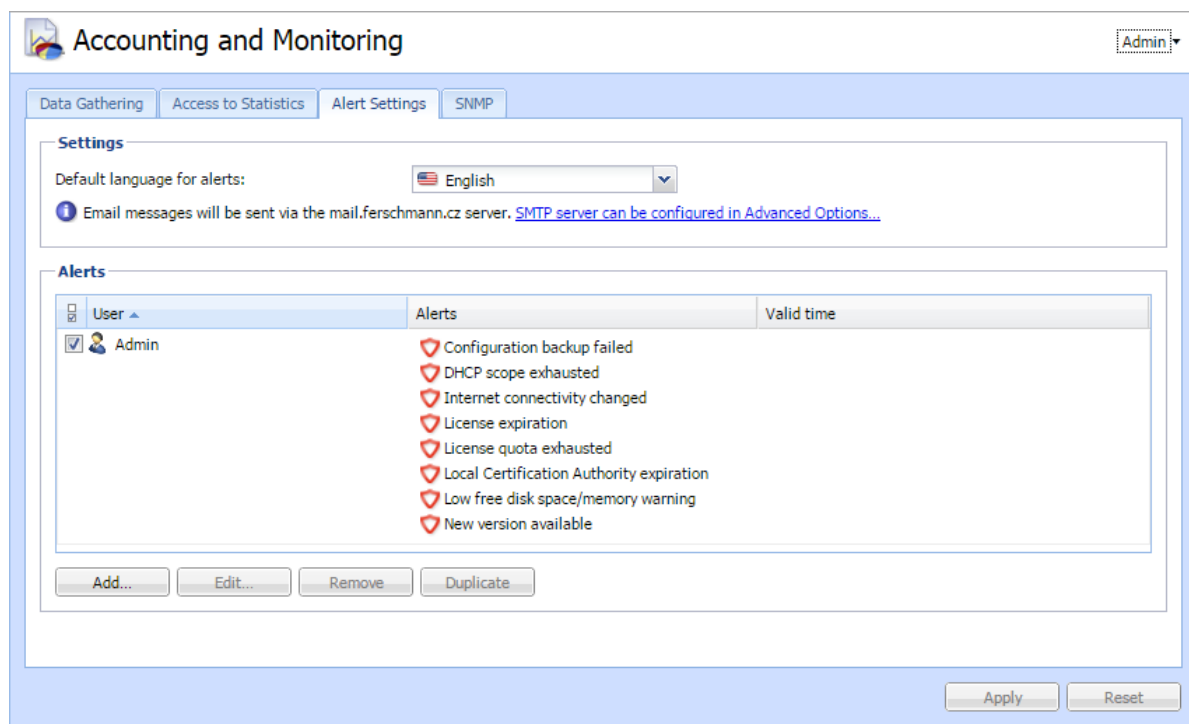 Accounting and Monitoring
Admin
Data Gathering
Access to Statistics
Alert Settings
SNMP
Settings
Default language for alerts:
English
Email messages will be sent via the mail.ferschmann.cz server. SMTP server can be configured in Advanced Options...
Alerts
User
Alerts
Valid time
Admin
Configuration backup failed
DHCP scope exhausted
Internet connectivity changed
License expiration
License quota exhausted
Local Certification Authority expiration
Low free disk space/memory warning
New version available
Add...
Edit...
Remove
Duplicate
Apply
Reset